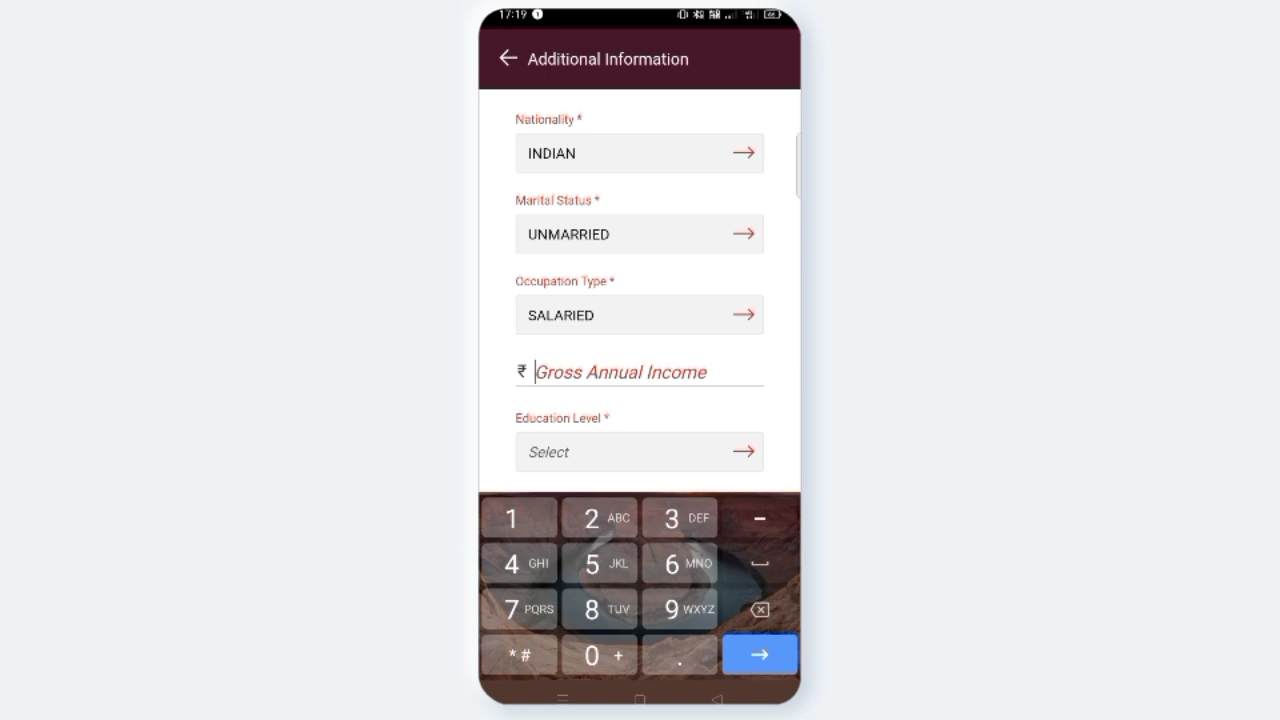 17:19
Additional Information
Nationality *
INDIAN
Marital Status *
UNMARRIED
Occupation Type *
SALARIED
₹ Gross Annual Income
Education Level *
Select
1 2 ABC 3 DEF -
4 GHI 5 JKL 6 MNO
7 PQRS 8 TUV 9 WXYZ
* # 0 + .